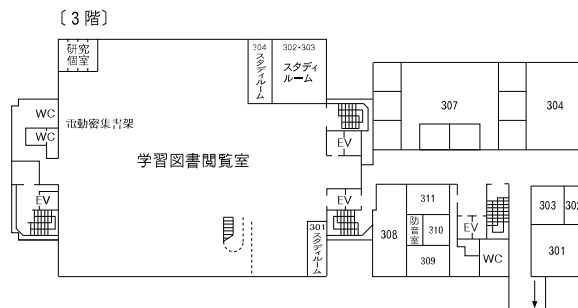 〔３階〕
研究
個室
304
スタディルーム
302・303
スタディ
ルーム
WC
電動密集書架
WC
EV
学習図書閲覧室
EV
EV
301
スタディルーム
307
304
308
311
防音室
310
309
EV
WC
303
302
301